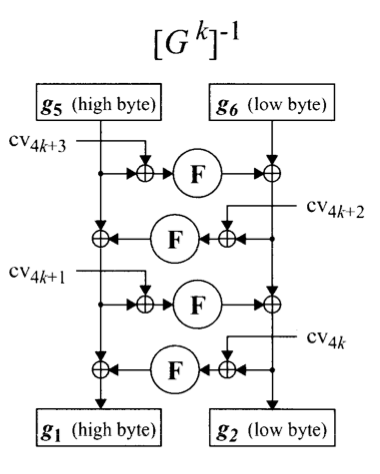 [G^k]^-1
g5 (high byte) g6 (low byte)
cv4k+3
F
cv4k+2
F
cv4k+1
F
cv4k
F
g1 (high byte) g2 (low byte)